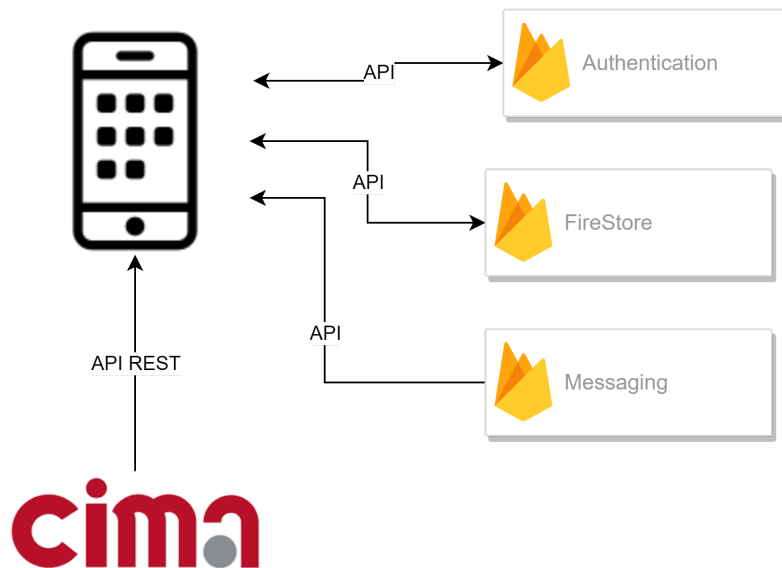 API
Authentication
API
FireStore
API
Messaging
API REST
cima